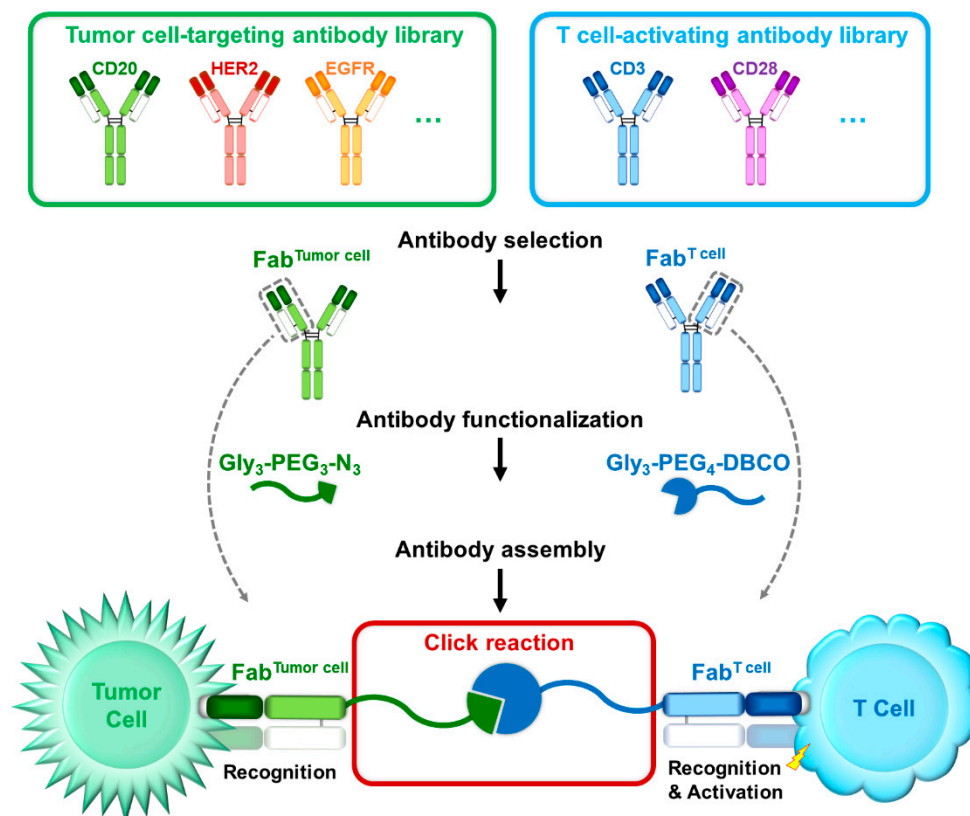 Tumor cell-targeting antibody library
CD20
HER2
EGFR
...
T cell-activating antibody library
CD3
CD28
...
Antibody selection
Fab^Tumor cell
Fab^T cell
Antibody functionalization
Gly₃-PEG₃-N₃
Gly₃-PEG₄-DBCO
Antibody assembly
Click reaction
Fab^Tumor cell
Fab^T cell
Tumor
Cell
T Cell
Recognition
Recognition
& Activation